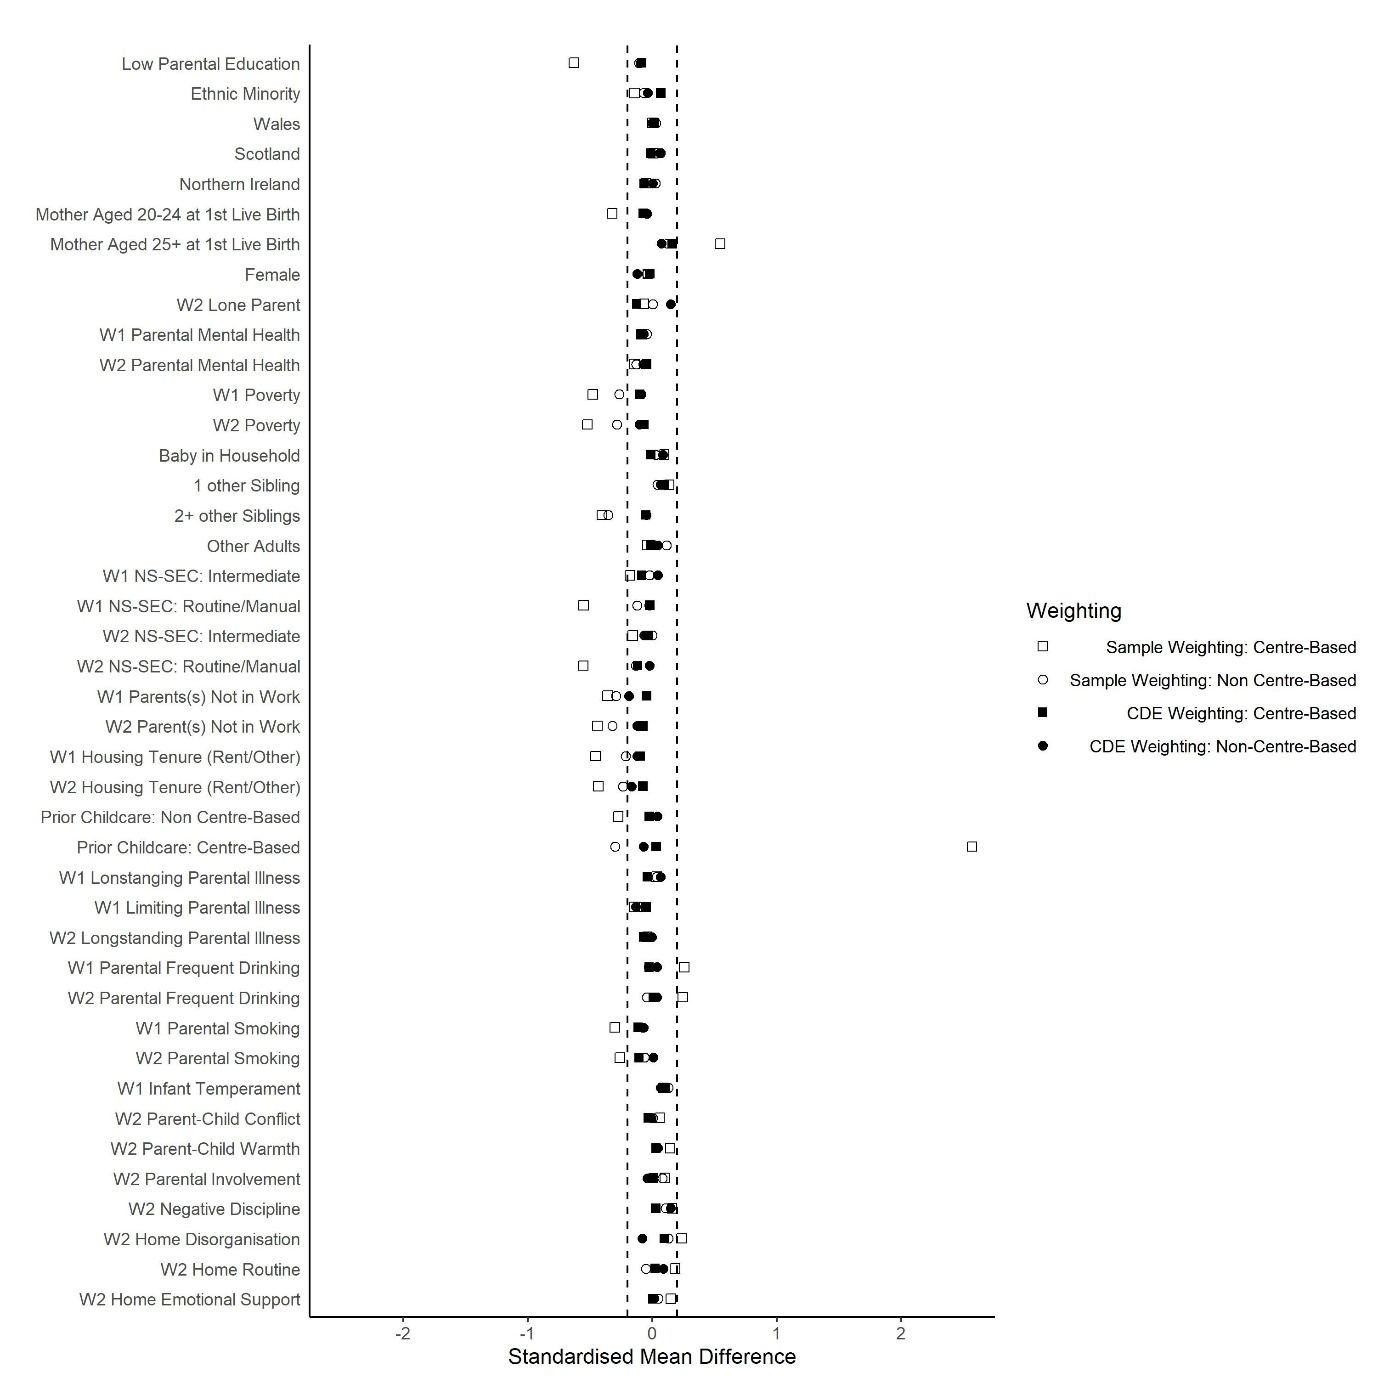 Low Parental Education
Ethnic Minority
Wales
Scotland
Northern Ireland
Mother Aged 20-24 at 1st Live Birth
Mother Aged 25+ at 1st Live Birth
Female
W2 Lone Parent
W1 Parental Mental Health
W2 Parental Mental Health
W1 Poverty
W2 Poverty
Baby in Household
1 other Sibling
2+ other Siblings
Other Adults
W1 NS-SEC: Intermediate
W1 NS-SEC: Routine/Manual
W2 NS-SEC: Intermediate
W2 NS-SEC: Routine/Manual
W1 Parents(s) Not in Work
W2 Parent(s) Not in Work
W1 Housing Tenure (Rent/Other)
W2 Housing Tenure (Rent/Other)
Prior Childcare: Non Centre-Based
Prior Childcare: Centre-Based
W1 Lonstanging Parental Illness
W1 Limiting Parental Illness
W2 Longstanding Parental Illness
W1 Parental Frequent Drinking
W2 Parental Frequent Drinking
W1 Parental Smoking
W2 Parental Smoking
W1 Infant Temperament
W2 Parent-Child Conflict
W2 Parent-Child Warmth
W2 Parental Involvement
W2 Negative Discipline
W2 Home Disorganisation
W2 Home Routine
W2 Home Emotional Support
-2 -1 0 1 2
Standardised Mean Difference
Weighting
Sample Weighting: Centre-Based
Sample Weighting: Non Centre-Based
CDE Weighting: Centre-Based
CDE Weighting: Non-Centre-Based